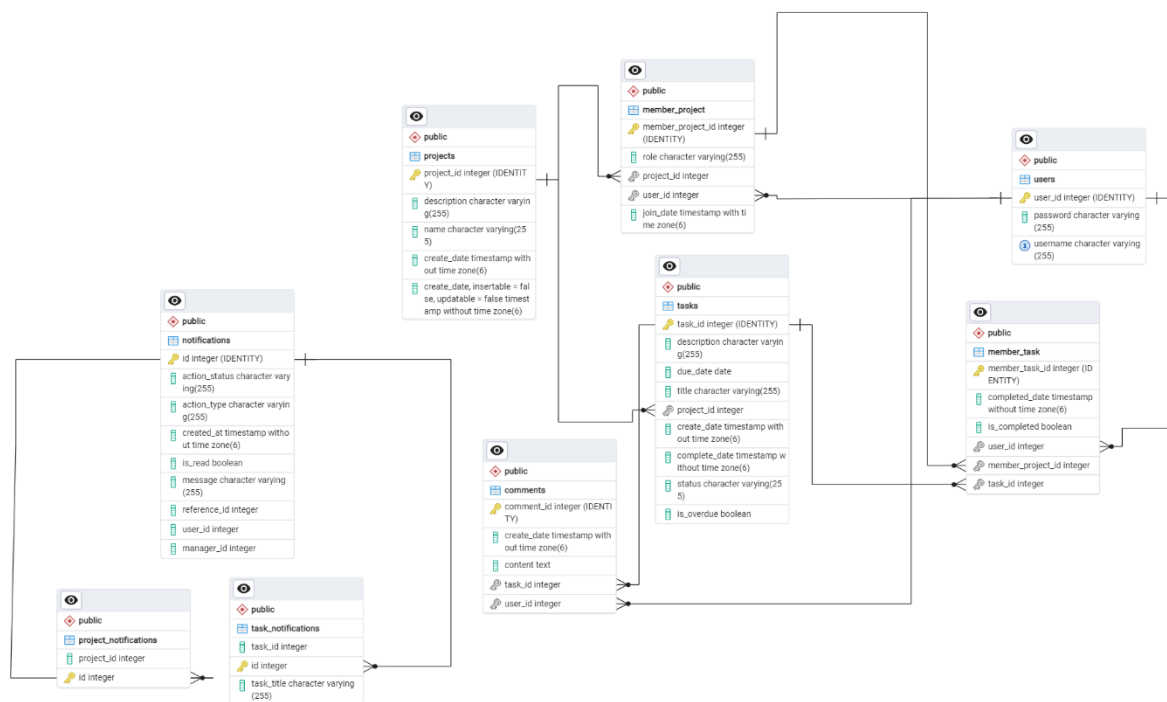 public
member_project
member_project_id integer
(IDENTITY)
role character varying(255)
project_id integer
user_id integer
join_date timestamp with ti
me zone(6)
public
projects
project_id integer (IDENTIT
Y)
description character varyin
g(255)
name character varying(25
5)
create_date timestamp with
out time zone(6)
create_date, insertable = fal
se, updatable = false timest
amp without time zone(6)
public
users
user_id integer (IDENTITY)
password character varying
(255)
1
username character varying
(255)
public
tasks
task_id integer (IDENTITY)
description character varyin
g(255)
due_date date
title character varying(255)
project_id integer
create_date timestamp with
out time zone(6)
complete_date timestamp w
ithout time zone(6)
status character varying(25
5)
is_overdue boolean
public
notifications
id integer (IDENTITY)
action_status character vary
ing(255)
action_type character varyin
g(255)
created_at timestamp witho
ut time zone(6)
is_read boolean
message character varying
(255)
reference_id integer
user_id integer
manager_id integer
public
member_task
member_task_id integer (ID
ENTITY)
completed_date timestamp
without time zone(6)
is_completed boolean
user_id integer
member_project_id integer
task_id integer
public
comments
comment_id integer (IDENTI
TY)
create_date timestamp with
out time zone(6)
content text
task_id integer
user_id integer
public
project_notifications
project_id integer
id integer
public
task_notifications
task_id integer
id integer
task_title character varying
(255)